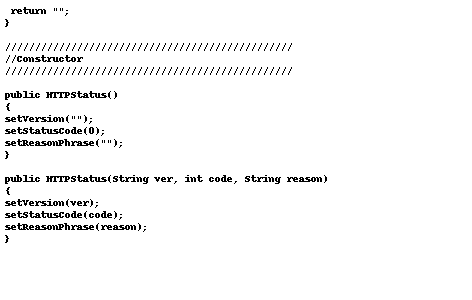 return "";
}
////////////////////////////////////////////////
//Constructor
////////////////////////////////////////////////
public HTTPStatus()
{
setVersion("");
setStatusCode(0);
setReasonPhrase("");
}
public HTTPStatus(String ver, int code, String reason)
{
setVersion(ver);
setStatusCode(code);
setReasonPhrase(reason);
}